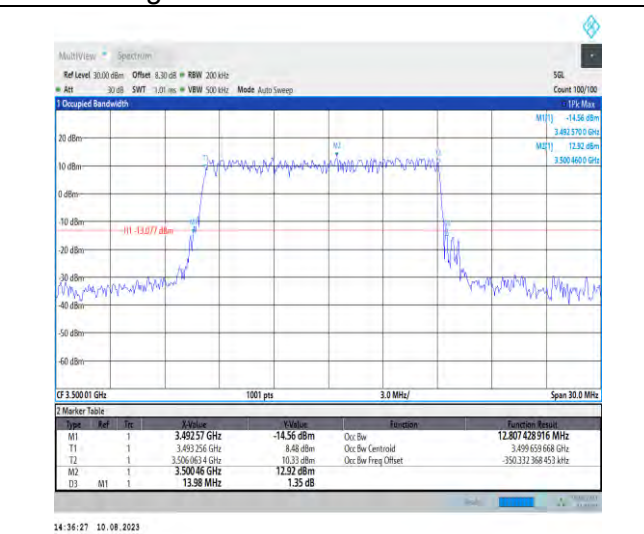 MultiView Spectrum
Ref Level 30.00 dBm Offset 8.30 dB RBW 200 kHz SGL
Att 30 dB SWT 1.01 ms VBW 500 kHz Mode Auto Sweep Count 100/100
1 Occupied Bandwidth 1Pk Max
M1[1] -14.56 dBm
3.492 570 0 GHz
M2[1] 12.92 dBm
3.500 460 0 GHz
20 dBm
M2
T1
10 dBm
0 dBm
-10 dBm
H1 -13.077 dBm
-20 dBm
-30 dBm
-40 dBm
-50 dBm
-60 dBm
CF 3.500 01 GHz 1001 pts 3.0 MHz/ Span 30.0 MHz
2 Marker Table
Type Ref Trc X-Value Y-Value Function Function Result
M1 1 3.492 57 GHz -14.56 dBm Occ Bw 12.807 428 916 MHz
T1 1 3.493 256 GHz 8.48 dBm Occ Bw Centroid 3.499 659 668 GHz
T2 1 3.506 063 4 GHz 10.33 dBm Occ Bw Freq Offset -350.332 368 453 kHz
M2 1 3.500 46 GHz 12.92 dBm
D3 M1 1 13.98 MHz 1.35 dB
14:36:27 10.08.2023